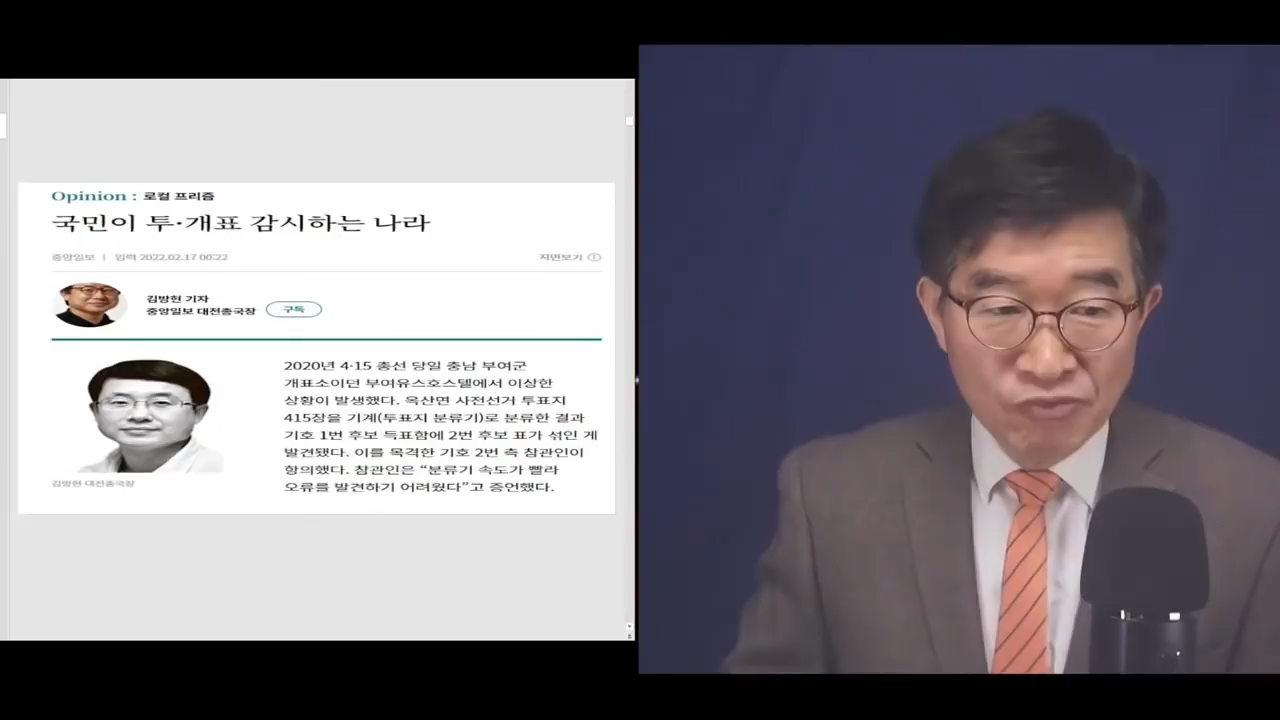 Opinion : 로컬 프리즘
국민이 투·개표 감시하는 나라
중앙일보 | 입력 2022.02.17 00:22
지면보기 ①
김방현 기자
중앙일보 대전총국장
구독
2020년 4·15 총선 당일 충남 부여군
개표소이던 부여유스호스텔에서 이상한
상황이 발생했다. 옥산면 사전선거 투표지
415장을 기계(투표지 분류기)로 분류한 결과
기호 1번 후보 득표함에 2번 후보 표가 섞인 게
발견됐다. 이를 목격한 기호 2번 측 참관인이
항의했다. 참관인은 “분류기 속도가 빨라
오류를 발견하기 어려웠다”고 증언했다.
김방현 대전총국장